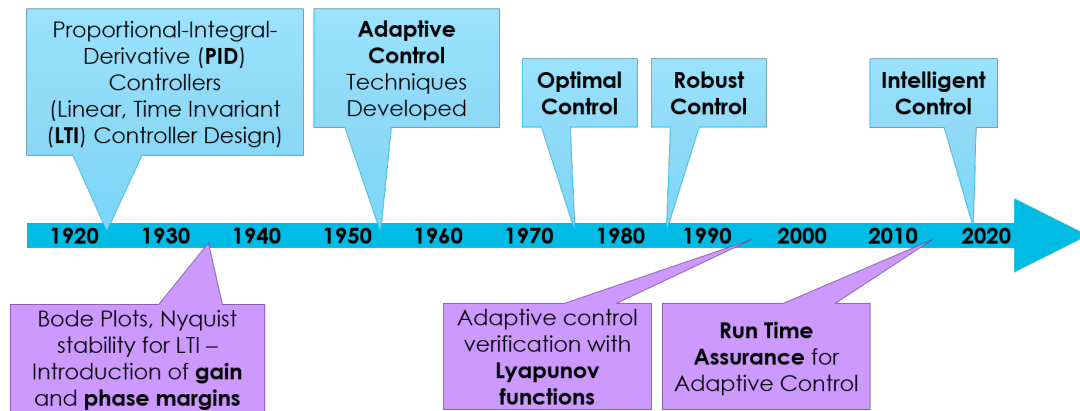 Proportional-Integral-
Derivative (PID)
Controllers
(Linear, Time Invariant
(LTI) Controller Design)
Adaptive
Control
Techniques
Developed
Optimal
Control
Robust
Control
Intelligent
Control
1920 1930 1940 1950 1960 1970 1980 1990 2000 2010 2020
Bode Plots, Nyquist
stability for LTI –
Introduction of gain
and phase margins
Adaptive control
verification with
Lyapunov
functions
Run Time
Assurance for
Adaptive Control